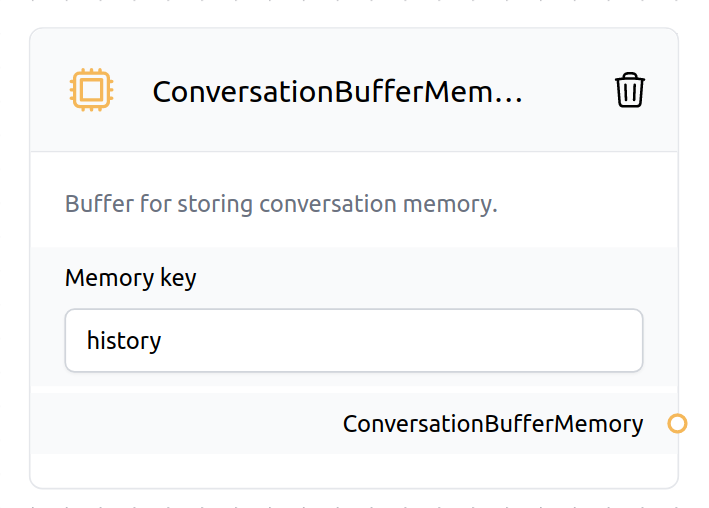 ConversationBufferMem...
Buffer for storing conversation memory.
Memory key
history
ConversationBufferMemory